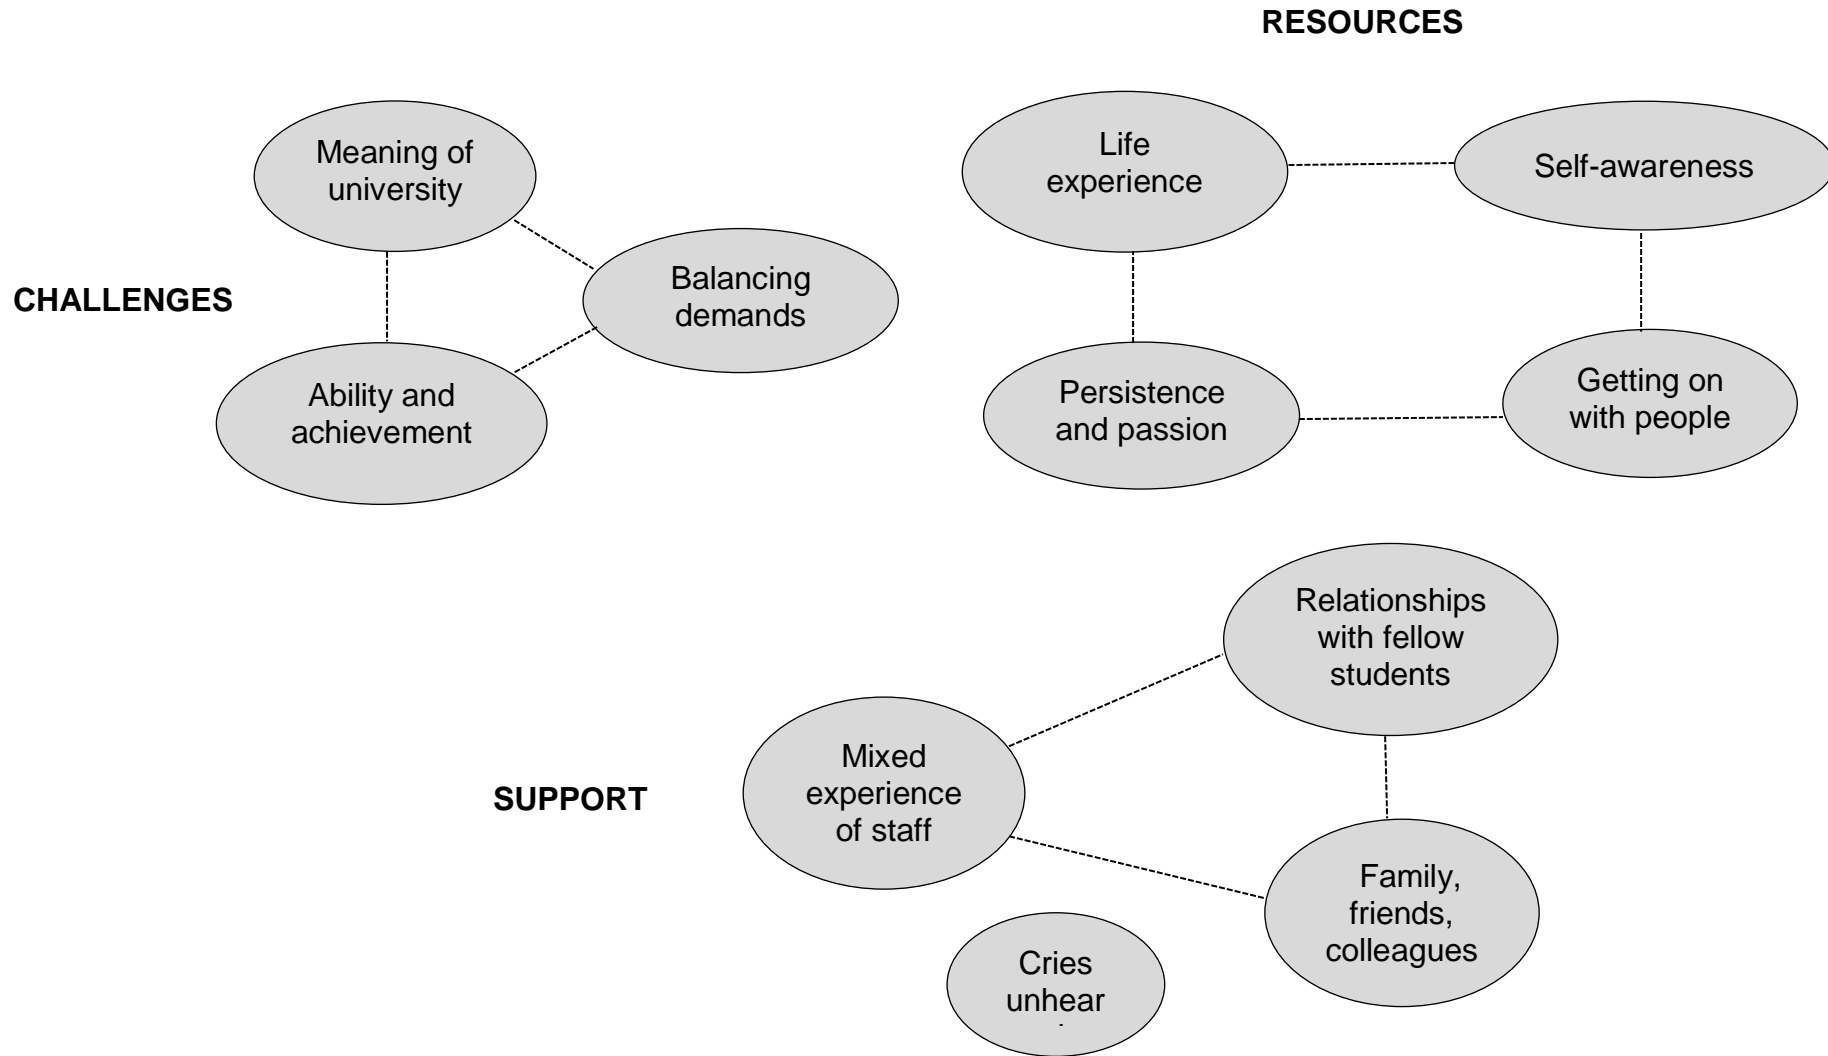 RESOURCES
Meaning of
university
Life
experience
Self-awareness
CHALLENGES
Balancing
demands
Ability and
achievement
Persistence
and passion
Getting on
with people
Relationships
with fellow
students
SUPPORT
Mixed
experience
of staff
Family,
friends,
colleagues
Cries
unhear